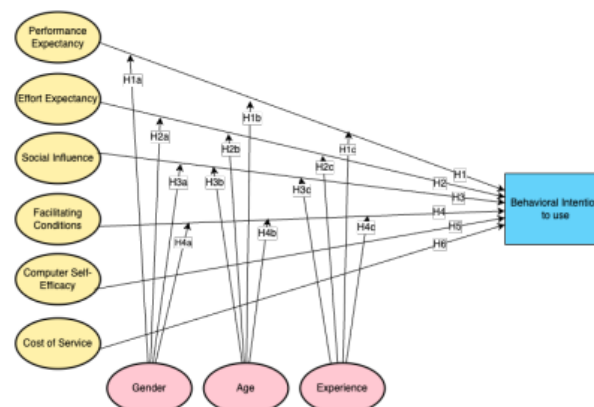 Performance
Expectancy
H1a
Effort Expectancy
H1b
H2a
H2b
H1c
Social Influence
H2c
H1
H3a
H3b
H3c
H2
H3
Facilitating
Conditions
H4a
H4b
H4c
H4
H5
H6
Behavioral Intention
to use
Computer Self-
Efficacy
Cost of Service
Gender
Age
Experience